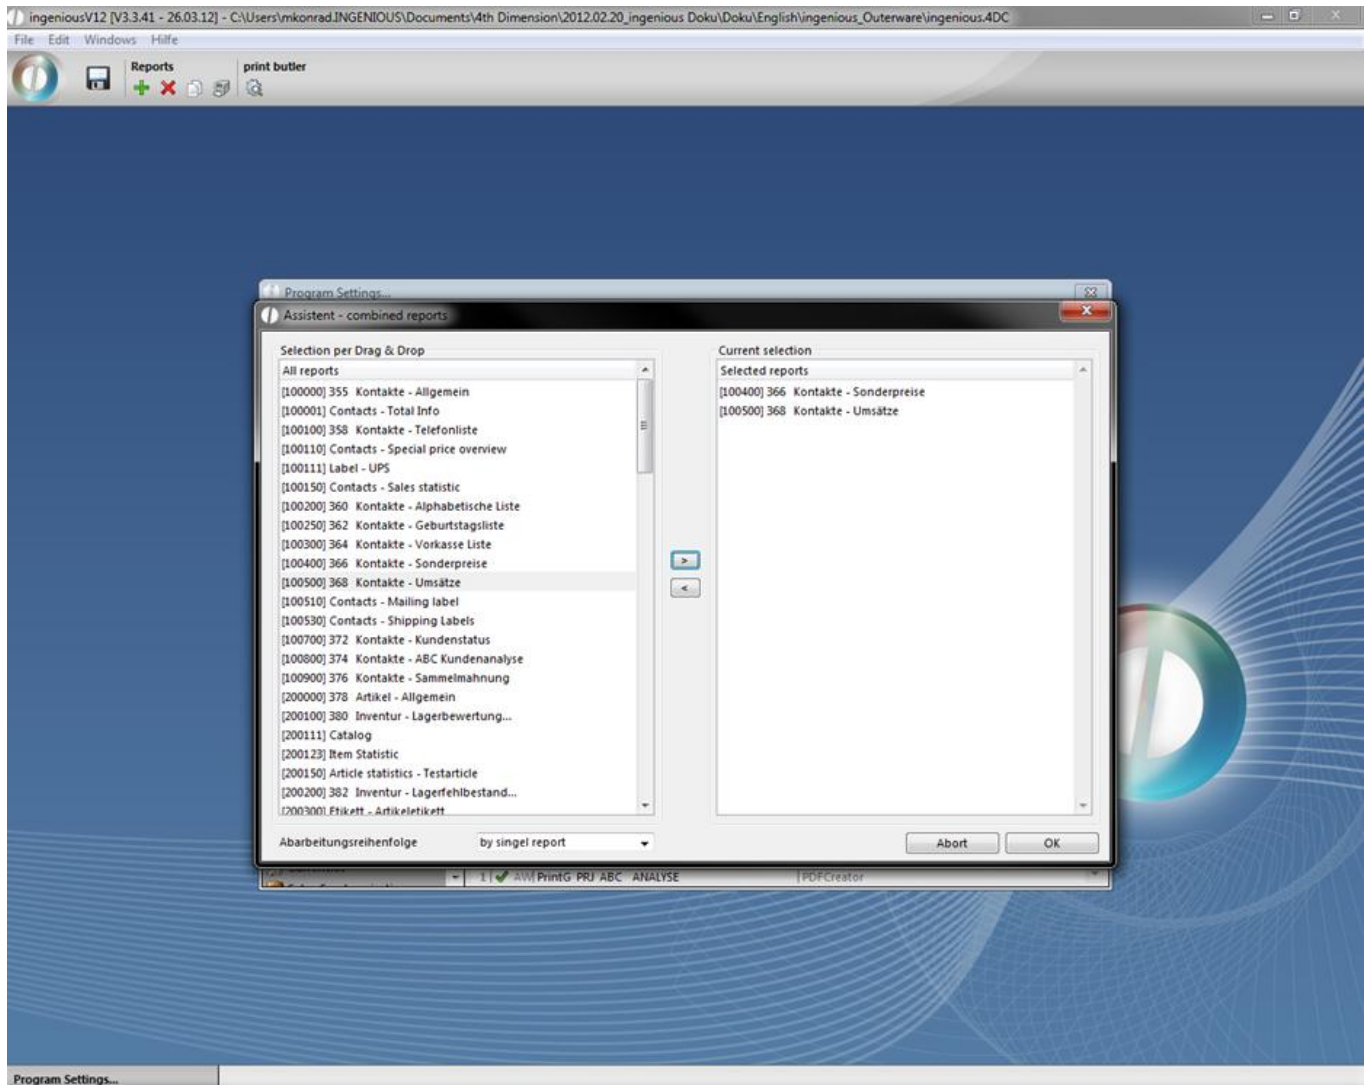 ingeniousV12 [V3.3.41 - 26.03.12] - C:\Users\mkonrad.INGENIOUS\Documents\4th Dimension\2012.02.20_ingenious Doku\Doku\English\ingenious_Outerware\ingenious.4DC
File Edit Windows Hilfe
Reports print butler
Program Settings...
Assistent - combined reports
Selection per Drag & Drop
All reports
[100000] 355 Kontakte - Allgemein
[100001] Contacts - Total Info
[100100] 358 Kontakte - Telefonliste
[100110] Contacts - Special price overview
[100111] Label - UPS
[100150] Contacts - Sales statistic
[100200] 360 Kontakte - Alphabetische Liste
[100250] 362 Kontakte - Geburtstagsliste
[100300] 364 Kontakte - Vorkasse Liste
[100400] 366 Kontakte - Sonderpreise
[100500] 368 Kontakte - Umsätze
[100510] Contacts - Mailing label
[100530] Contacts - Shipping Labels
[100700] 372 Kontakte - Kundenstatus
[100800] 374 Kontakte - ABC Kundenanalyse
[100900] 376 Kontakte - Sammelmahnung
[200000] 378 Artikel - Allgemein
[200100] 380 Inventur - Lagerbewertung...
[200111] Catalog
[200123] Item Statistic
[200150] Article statistics - Testarticle
[200200] 382 Inventur - Lagerfehlbestand...
[200300] Etikett - Artikeletikett
>
<
Current selection
Selected reports
[100400] 366 Kontakte - Sonderpreise
[100500] 368 Kontakte - Umsätze
Abarbeitungsreihenfolge by singel report
Abort OK
1 AW PrintG PRJ ABC ANALYSE PDFCreator
Program Settings...